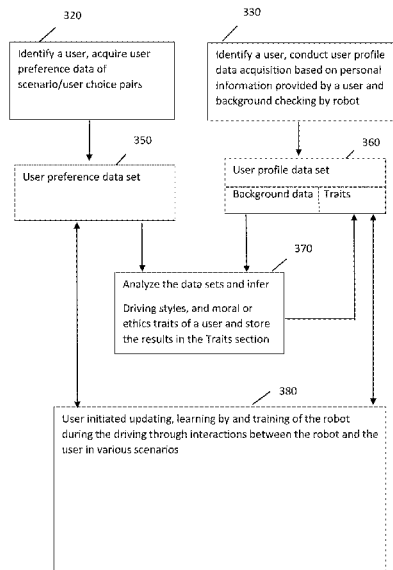 320
330
Identify a user, acquire user
preference data of
scenario/user choice pairs
Identify a user, conduct user profile
data acquisition based on personal
information provided by a user and
background checking by robot
350
360
User preference data set
User profile data set
Background data
Traits
370
Analyze the data sets and infer
Driving styles, and moral or
ethics traits of a user and store
the results in the Traits section
380
User initiated updating, learning by and training of the robot
during the driving through interactions between the robot and the
user in various scenarios